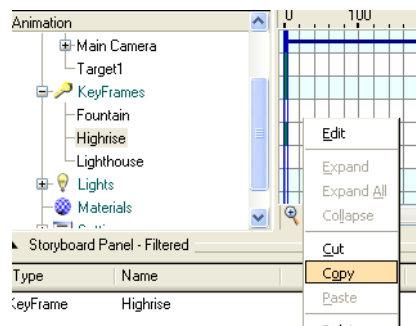 Animation
0 100
Main Camera
Target1
KeyFrames
Fountain
Highrise
Lighthouse
Lights
Materials
Edit
Expand
Expand All
Collapse
Cut
Copy
Paste
Storyboard Panel - Filtered
Type Name
KeyFrame Highrise